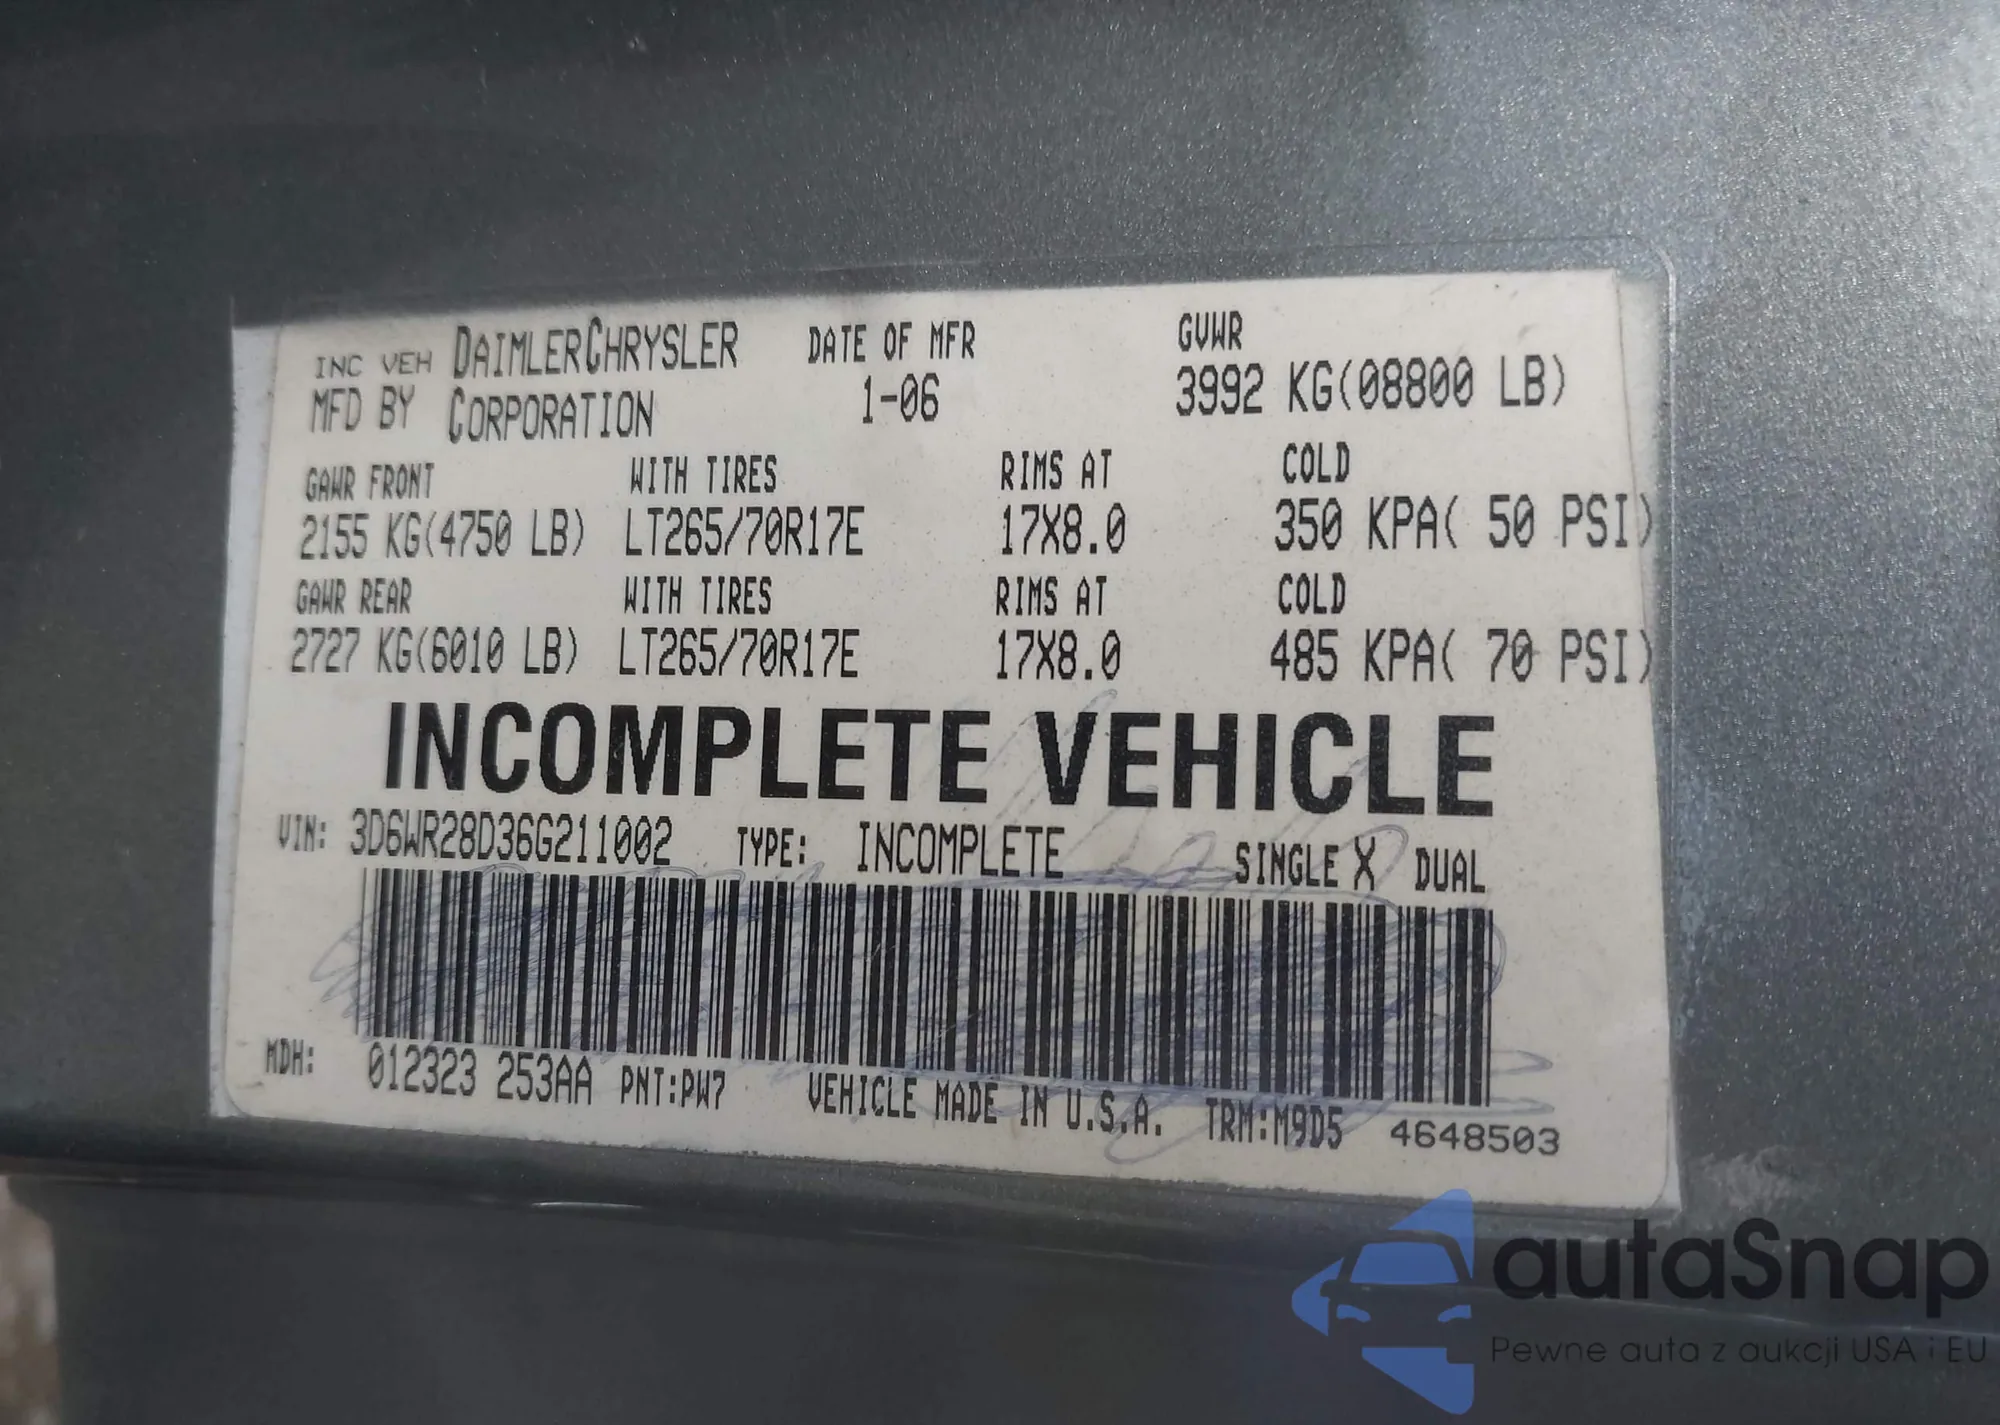 INC VEH DAIMLERCHRYSLER DATE OF MFR GVWR
MFD BY CORPORATION 1-06 3992 KG(08800 LB)
GAWR FRONT WITH TIRES RIMS AT COLD
2155 KG(4750 LB) LT265/70R17E 17X8.0 350 KPA( 50 PSI)
GAWR REAR WITH TIRES RIMS AT COLD
2727 KG(6010 LB) LT265/70R17E 17X8.0 485 KPA( 70 PSI)
INCOMPLETE VEHICLE
VIN: 3D6WR28D36G211002 TYPE: INCOMPLETE SINGLE X DUAL
MDH: 012323 253AA PNT:PW7 VEHICLE MADE IN U.S.A. TRM:M9D5 4648503
autaSnap
Pewne auta z aukcji USA i EU